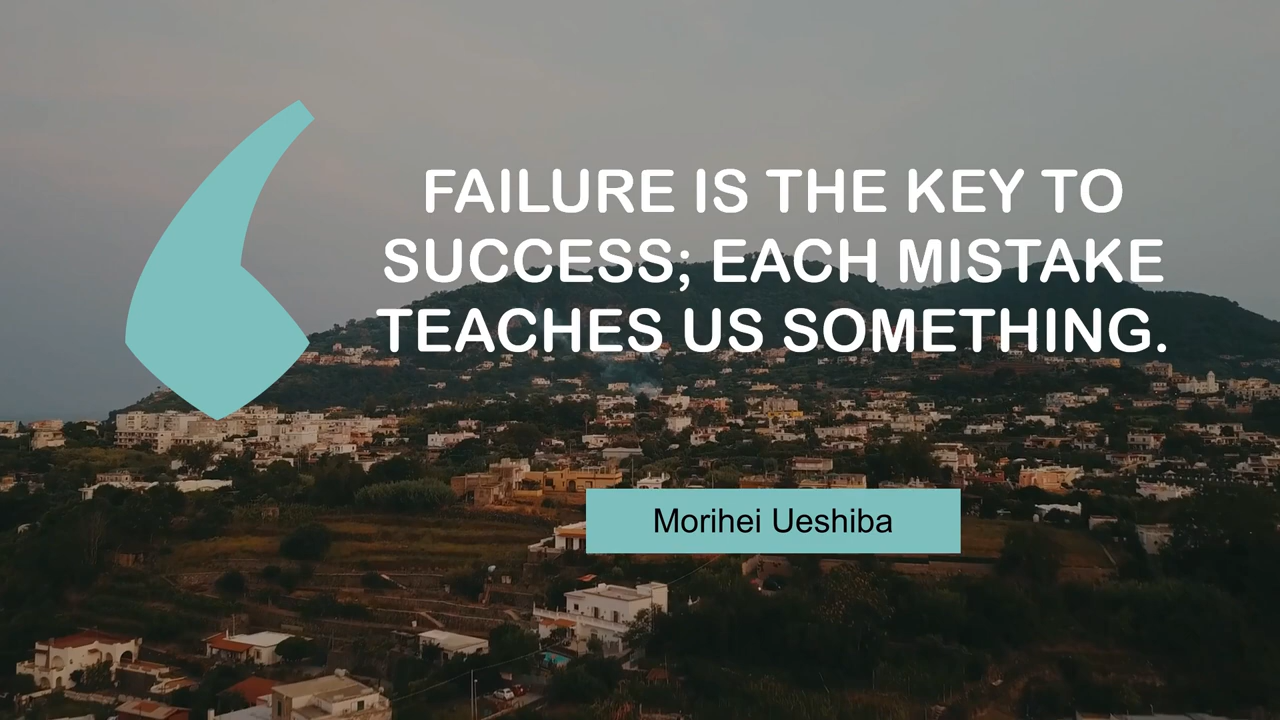 FAILURE IS THE KEY TO
SUCCESS; EACH MISTAKE
TEACHES US SOMETHING.
Morihei Ueshiba